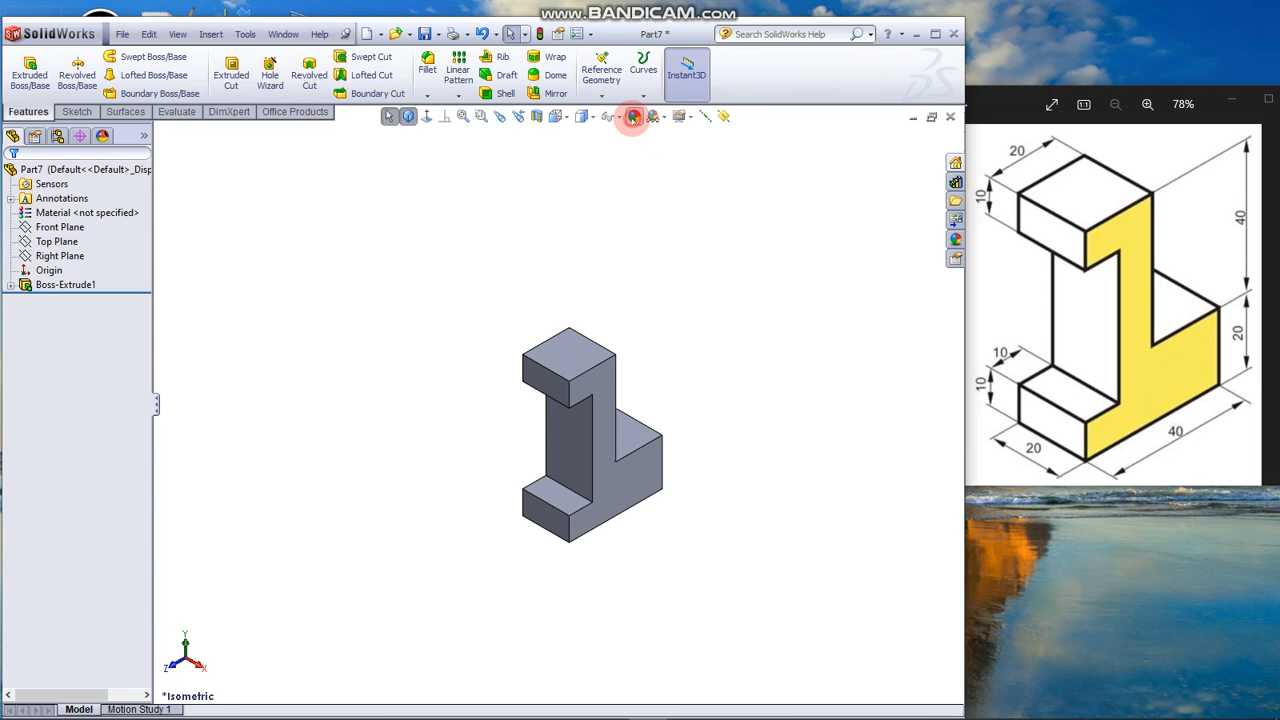 www.BANDICAM.com
SolidWorks File Edit View Insert Tools Window Help Part7 * Search SolidWorks Help
Extruded Boss/Base
Revolved Boss/Base
Swept Boss/Base
Lofted Boss/Base
Boundary Boss/Base
Extruded Cut
Hole Wizard
Revolved Cut
Swept Cut
Lofted Cut
Boundary Cut
Fillet
Linear Pattern
Rib
Draft
Shell
Wrap
Dome
Mirror
Reference Geometry
Curves
Instant3D
Features Sketch Surfaces Evaluate DimXpert Office Products
78%
Part7 (Default<<Default>_Disp
Sensors
Annotations
Material <not specified>
Front Plane
Top Plane
Right Plane
Origin
Boss-Extrude1
20
10
40
20
10
10
20
40
Y
Z
X
*Isometric
Model Motion Study 1